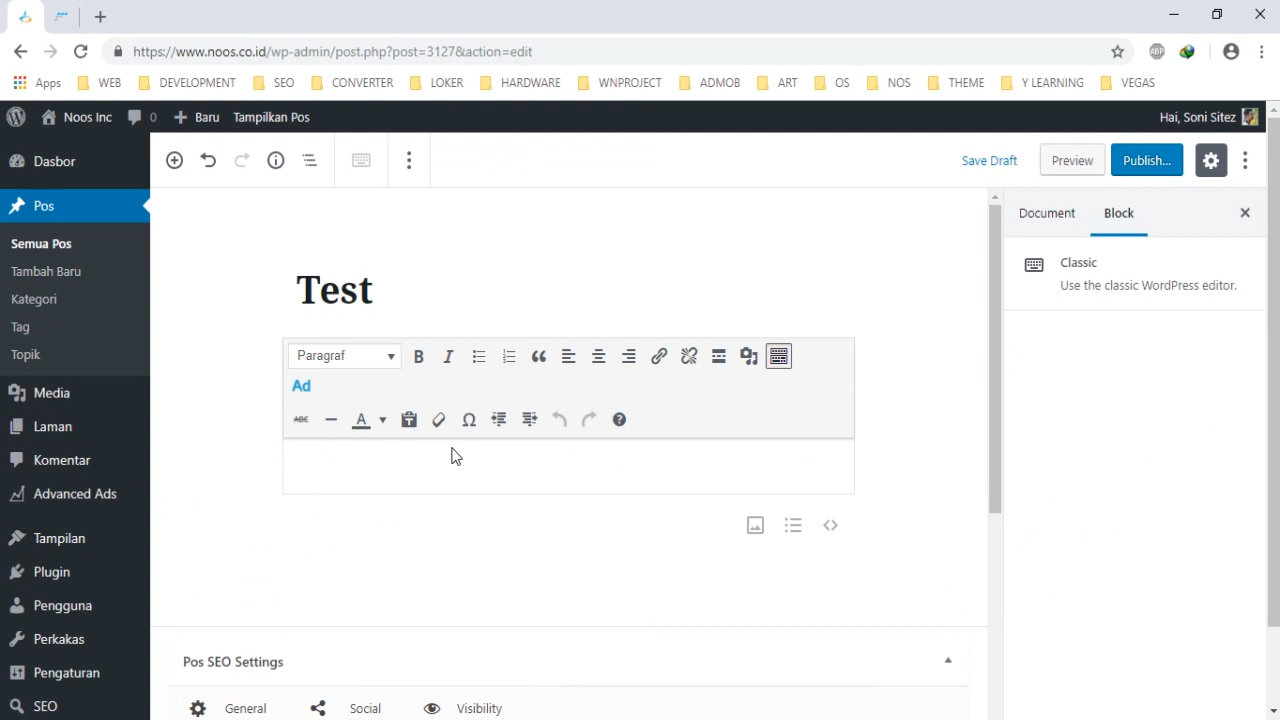 https://www.noos.co.id/wp-admin/post.php?post=3127&action=edit
ABP
Apps WEB DEVELOPMENT SEO CONVERTER LOKER HARDWARE WNPROJECT ADMOB ART OS NOS THEME Y LEARNING VEGAS
Noos Inc 0 Baru Tampilkan Pos Hai, Soni Sitez
Dasbor
Save Draft Preview Publish...
Pos
Document Block
Semua Pos
Tambah Baru
Kategori
Tag
Topik
Classic
Use the classic WordPress editor.
Test
Paragraf B I
Ad
ABC A Ω ?
Media
Laman
Komentar
Advanced Ads
Tampilan
Plugin
Pengguna
Perkakas
Pengaturan
SEO
Pos SEO Settings
General Social Visibility